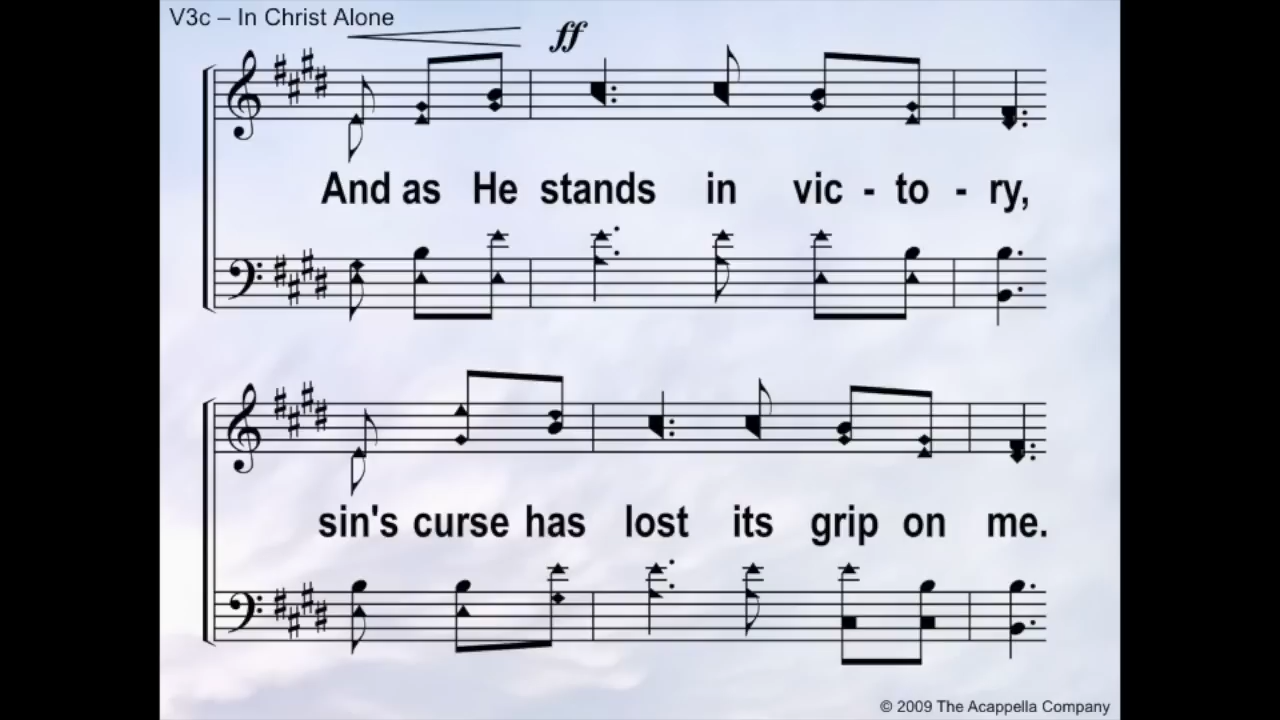 V3c – In Christ Alone
ff
And as He stands in vic - to - ry,
sin's curse has lost its grip on me.
© 2009 The Acappella Company